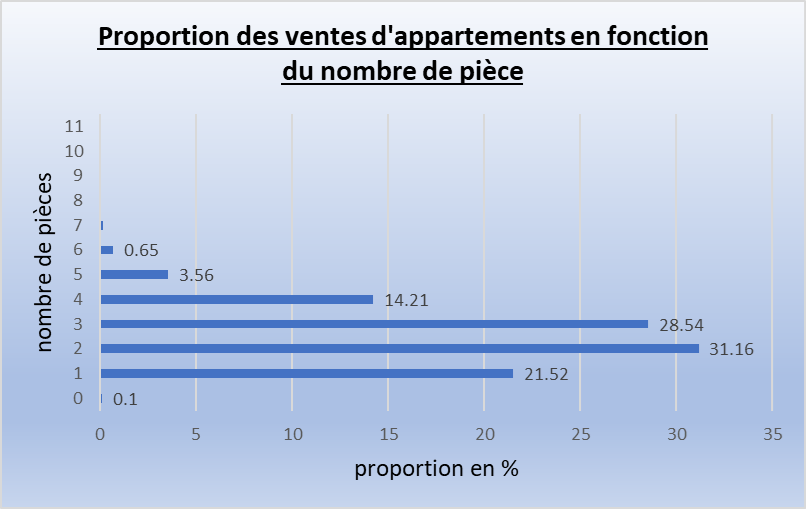 Proportion des ventes d'appartements en fonction
du nombre de pièce
nombre de pièces
11
10
9
8
7
6 0.65
5 3.56
4 14.21
3 28.54
2 31.16
1 21.52
0 0.1
0 5 10 15 20 25 30 35
proportion en %